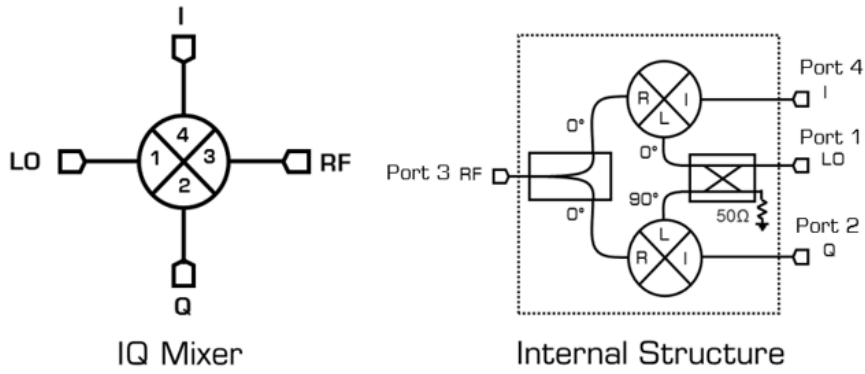 I
LO
1
4
3
2
RF
Q
IQ Mixer
Port 4
I
Port 1
LO
Port 3 RF
Port 2
Q
R
I
L
0°
0°
90°
0°
50Ω
L
R
I
Internal Structure